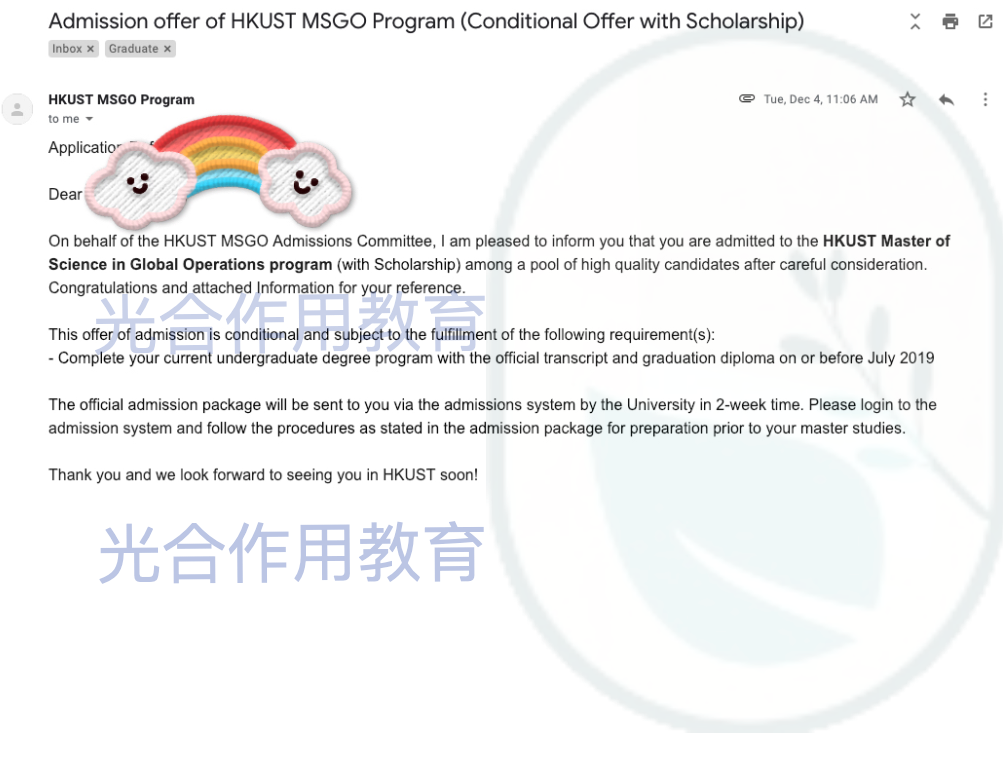 Admission offer of HKUST MSGO Program (Conditional Offer with Scholarship)
Inbox × Graduate ×
HKUST MSGO Program
Tue, Dec 4, 11:06 AM
to me
Application
Dear
On behalf of the HKUST MSGO Admissions Committee, I am pleased to inform you that you are admitted to the HKUST Master of
Science in Global Operations program (with Scholarship) among a pool of high quality candidates after careful consideration.
Congratulations and attached Information for your reference.
光合作用教育
This offer of admission is conditional and subject to the fulfillment of the following requirement(s):
- Complete your current undergraduate degree program with the official transcript and graduation diploma on or before July 2019
The official admission package will be sent to you via the admissions system by the University in 2-week time. Please login to the
admission system and follow the procedures as stated in the admission package for preparation prior to your master studies.
Thank you and we look forward to seeing you in HKUST soon!
光合作用教育